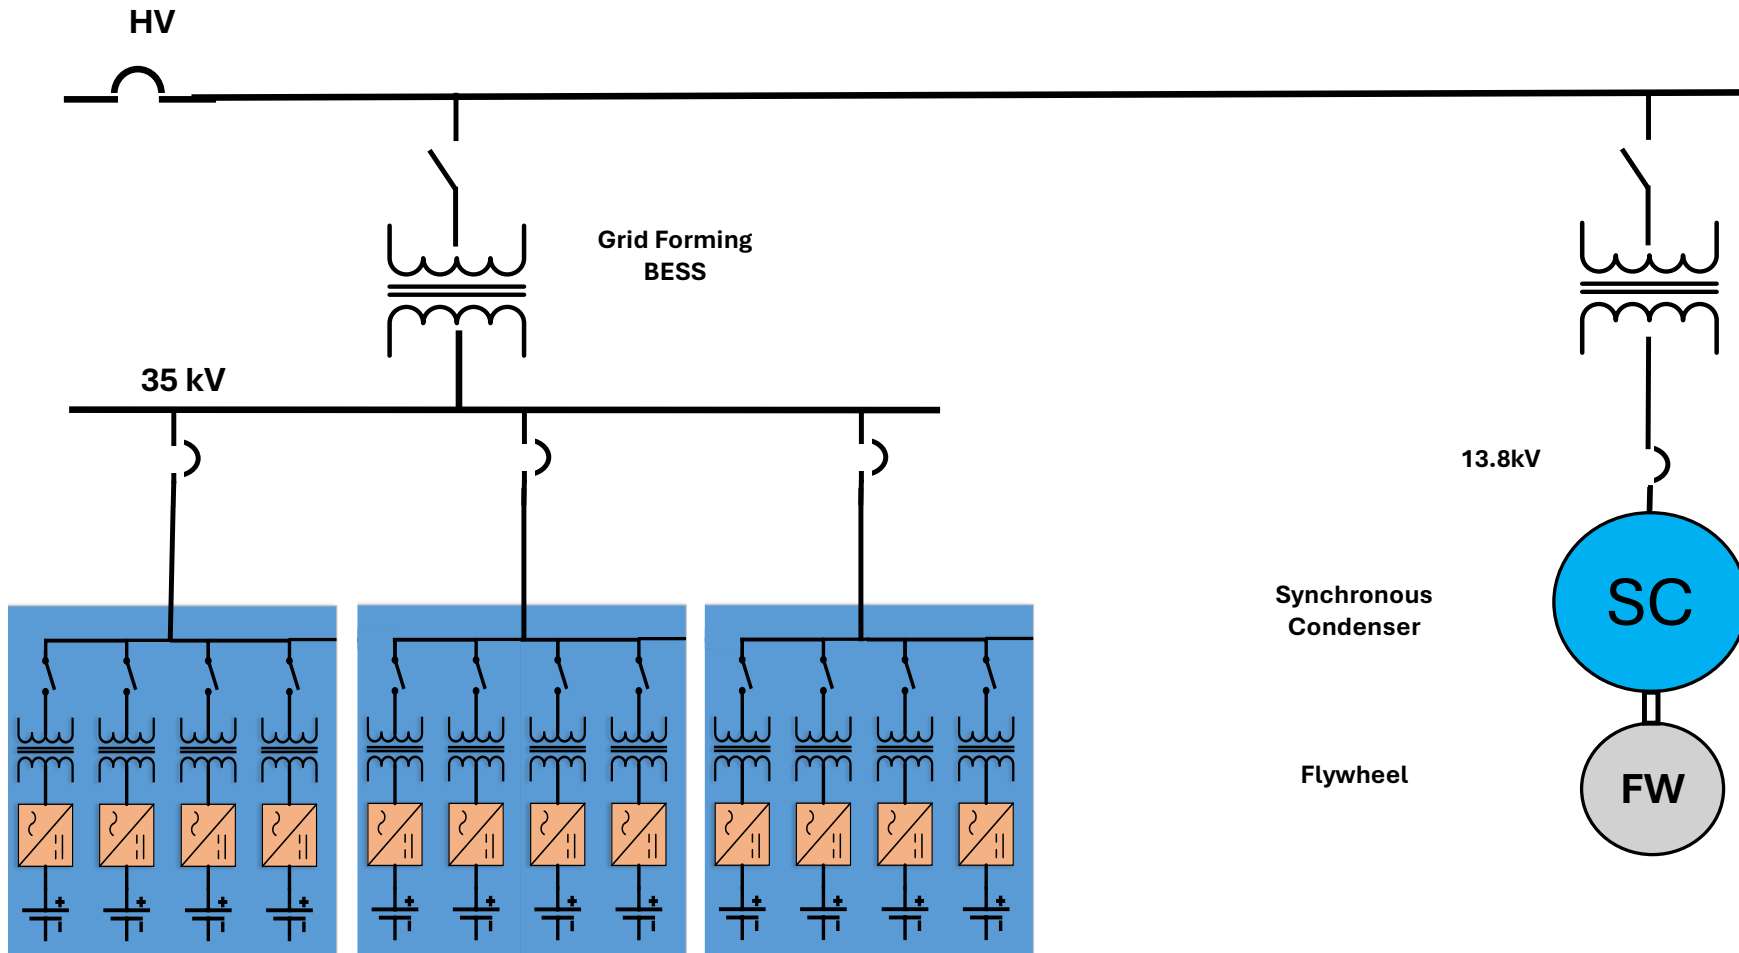 HV
Grid Forming
BESS
35 kV
13.8kV
Synchronous
Condenser
SC
Flywheel
FW